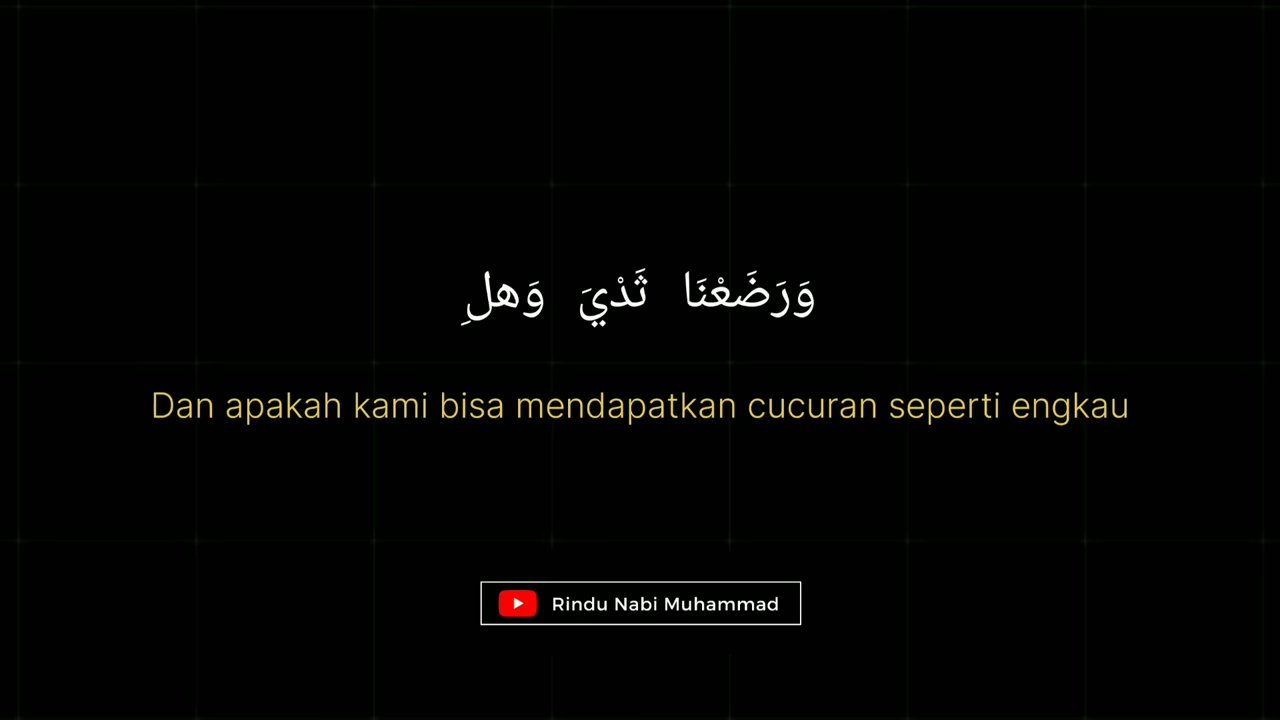 وَرَضَعْنَا ثَدْيَ وَهلِ
Dan apakah kami bisa mendapatkan cucuran seperti engkau
Rindu Nabi Muhammad